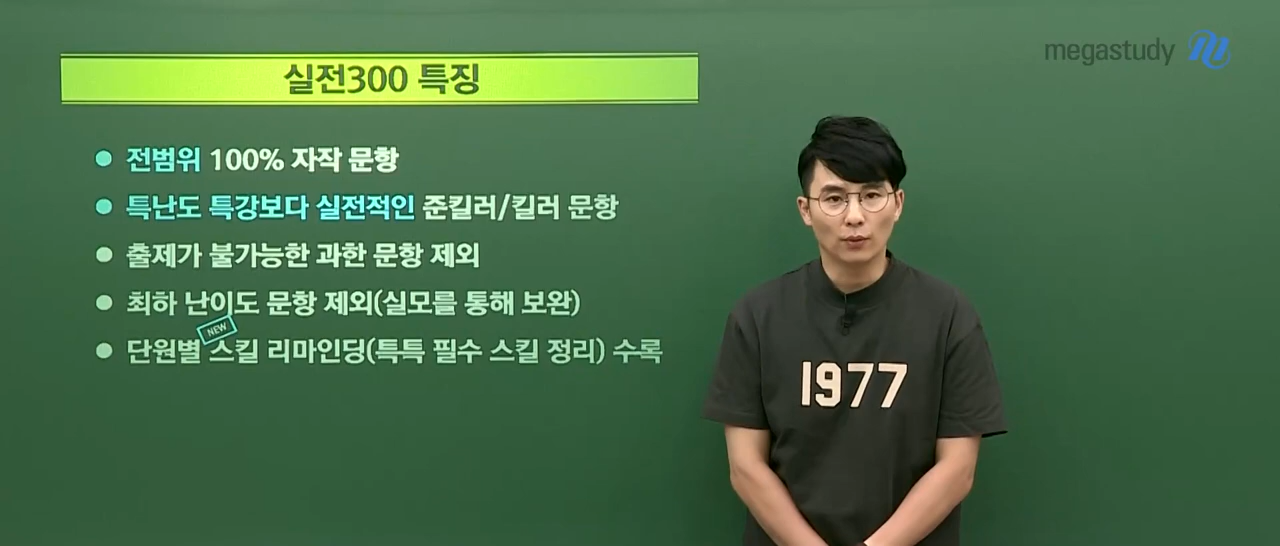 megastudy
실전300 특징
전범위 100% 자작 문항
특난도 특강보다 실전적인 준킬러/킬러 문항
출제가 불가능한 과한 문항 제외
최하 난이도 문항 제외(실모를 통해 보완)
NEW
단원별 스킬 리마인딩(특특 필수 스킬 정리) 수록
1977